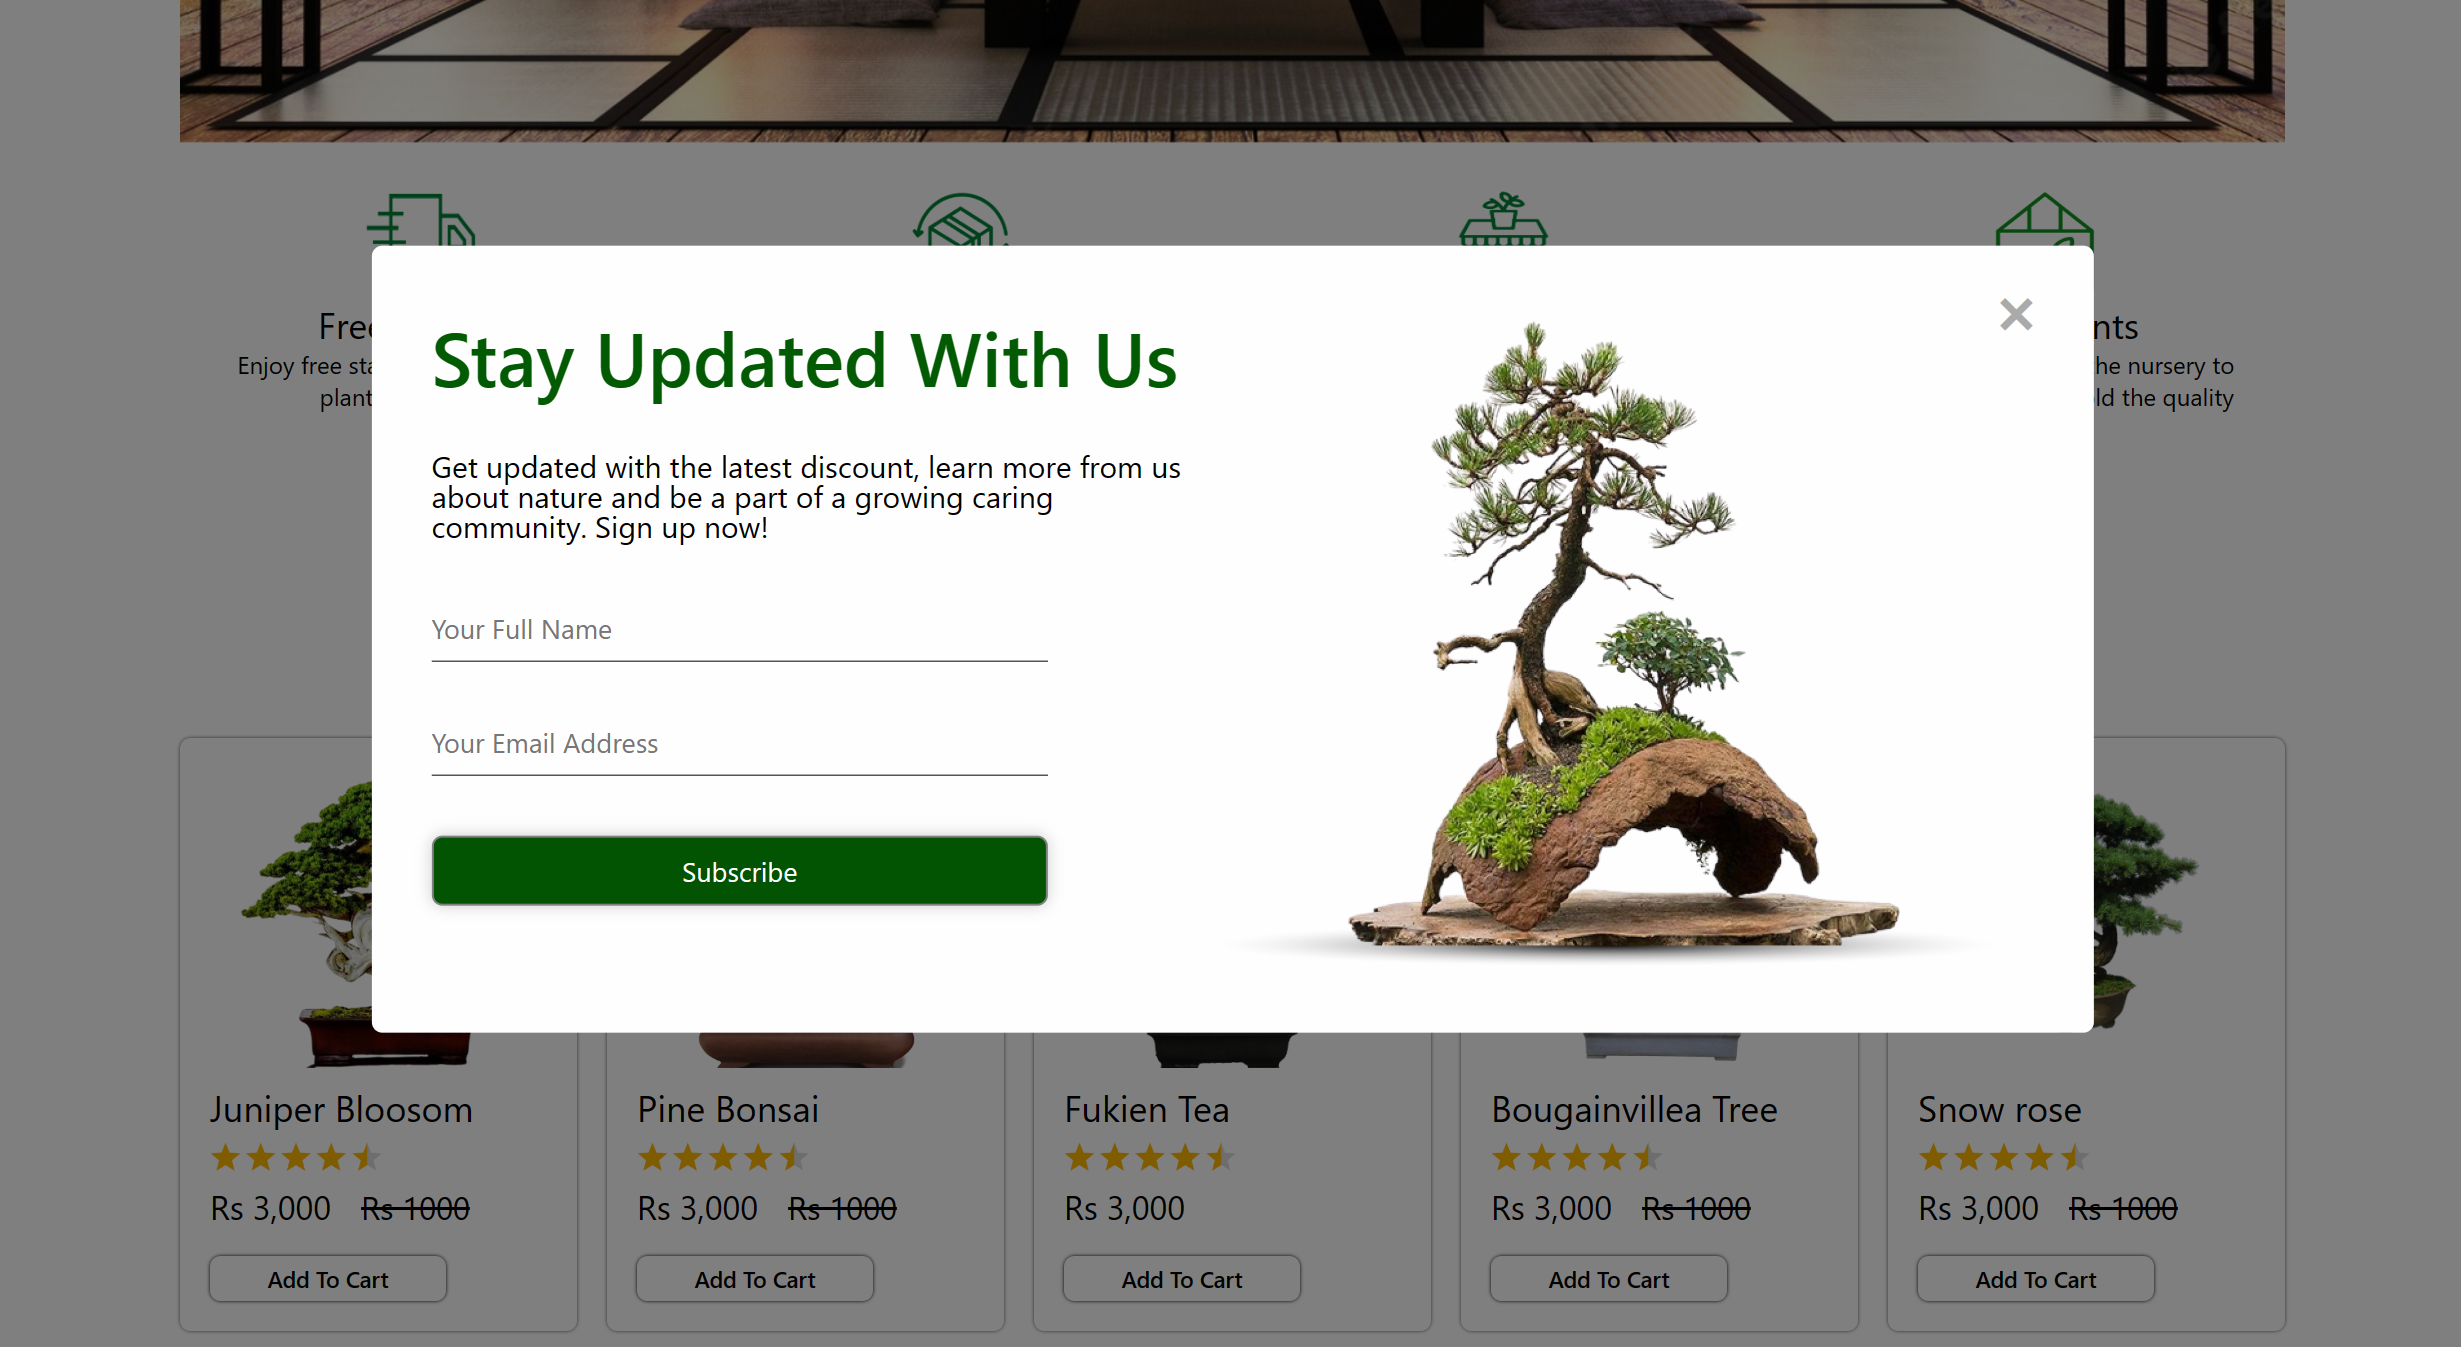 Stay Updated With Us
Get updated with the latest discount, learn more from us
about nature and be a part of a growing caring
community. Sign up now!
Your Full Name
Your Email Address
Subscribe
Enjoy free
plant
nts
he nursery to
ld the quality
Juniper Bloosom
Rs 3,000 Rs 1000
Add To Cart
Pine Bonsai
Rs 3,000 Rs 1000
Add To Cart
Fukien Tea
Rs 3,000
Add To Cart
Bougainvillea Tree
Rs 3,000 Rs 1000
Add To Cart
Snow rose
Rs 3,000 Rs 1000
Add To Cart